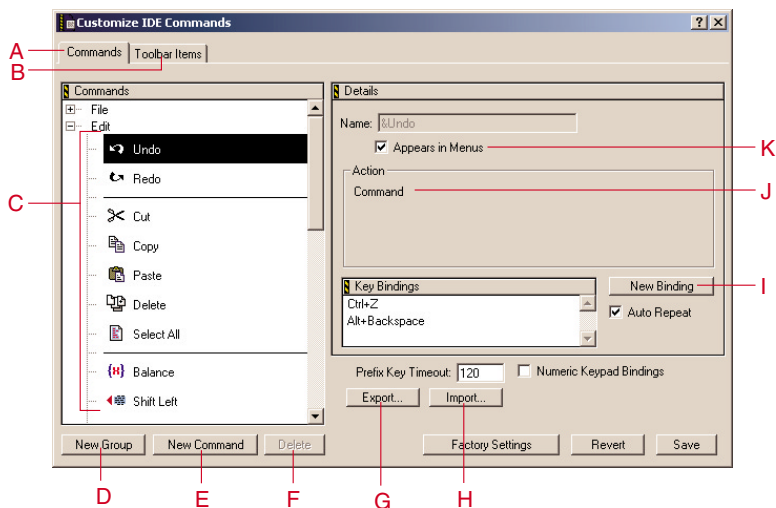 Customize IDE Commands
A
Commands
Toolbar Items
B
Commands
File
Edit
Undo
Redo
Cut
Copy
Paste
Delete
Select All
Balance
Shift Left
C
Details
Name: &Undo
Appears in Menus
K
Action
Command
J
Key Bindings
Ctrl+Z
Alt+Backspace
New Binding
I
Auto Repeat
Prefix Key Timeout: 120
Numeric Keypad Bindings
Export...
Import...
New Group
New Command
Delete
Factory Settings
Revert
Save
D
E
F
G
H